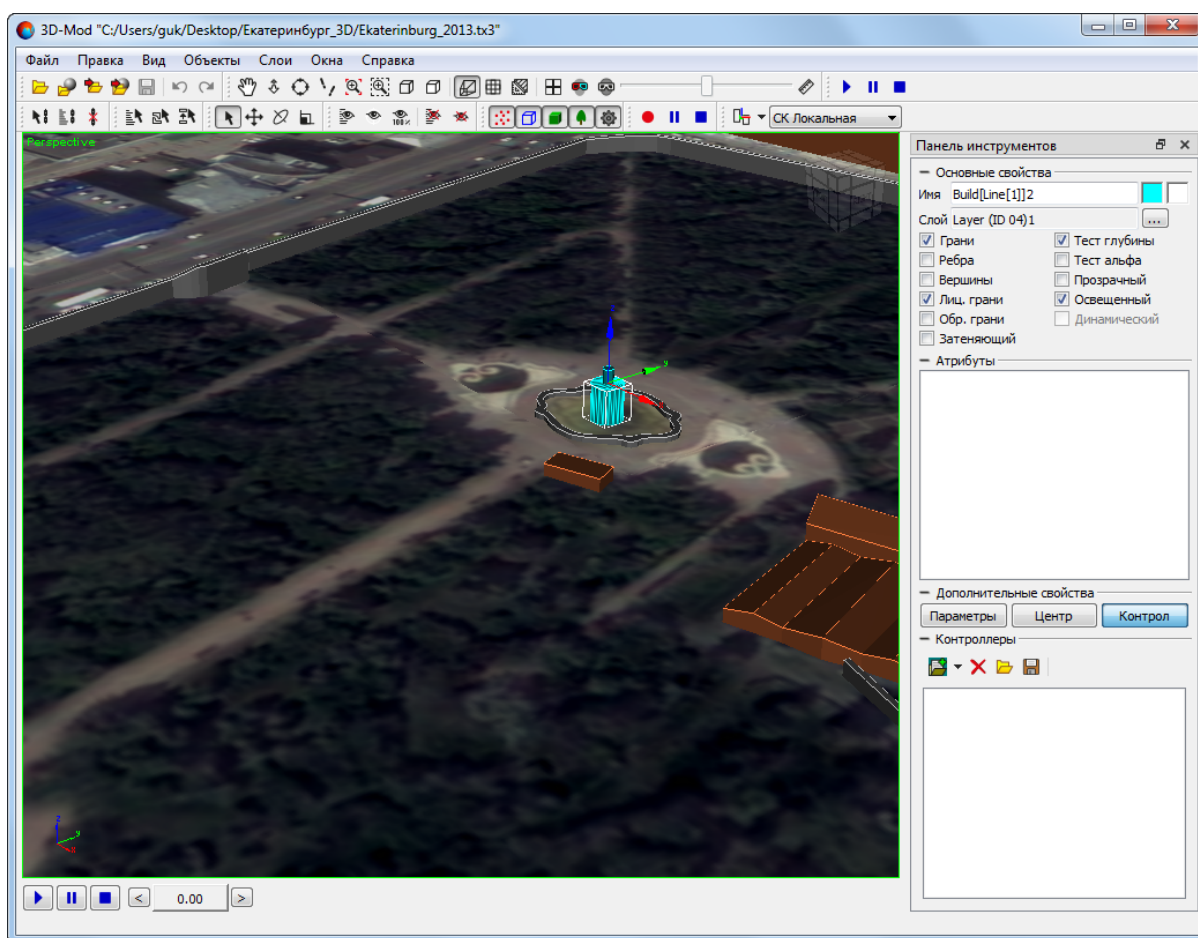 3D-Mod "C:/Users/guk/Desktop/Екатеринбург_3D/Ekaterinburg_2013.tx3"
Файл Правка Вид Объекты Слои Окна Справка
100%
СК Локальная
Perspective
Панель инструментов
Основные свойства
Имя Build[Line[1]]2
Слой Layer (ID 04)1 ...
Грани Тест глубины
Ребра Тест альфа
Вершины Прозрачный
Лиц. грани Освещенный
Обр. грани Динамический
Затеняющий
Атрибуты
Дополнительные свойства
Параметры Центр Контрол
Контроллеры
z
y
x
< 0.00 >